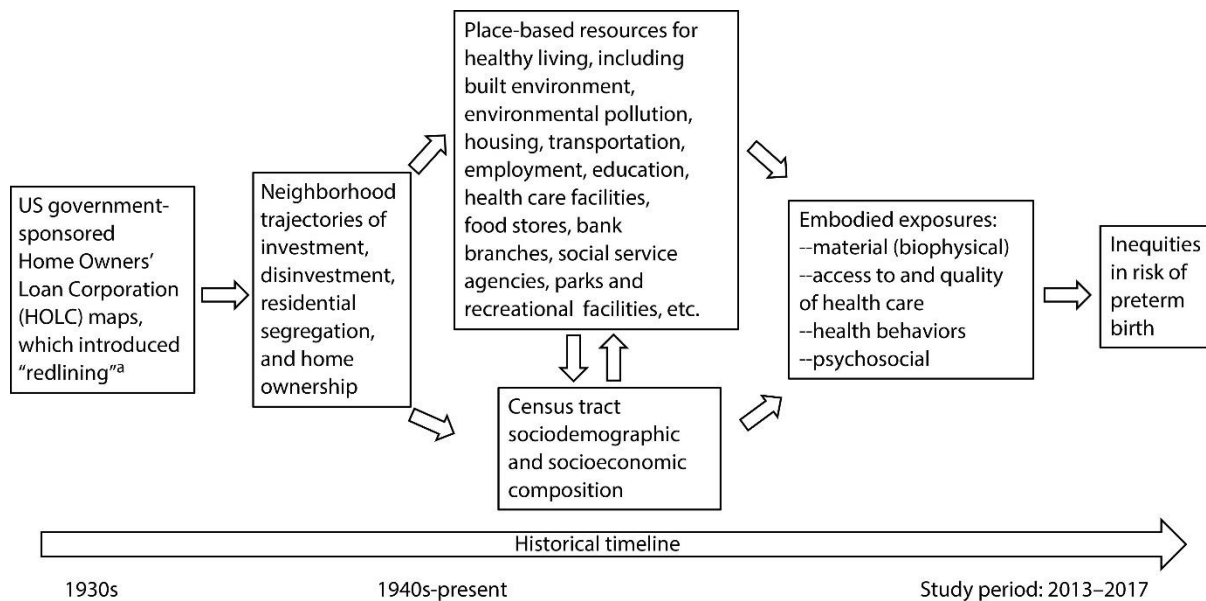 US government-
sponsored
Home Owners’
Loan Corporation
(HOLC) maps,
which introduced
“redlining”a
Neighborhood
trajectories of
investment,
disinvestment,
residential
segregation,
and home
ownership
Place-based resources for
healthy living, including
built environment,
environmental pollution,
housing, transportation,
employment, education,
health care facilities,
food stores, bank
branches, social service
agencies, parks and
recreational facilities, etc.
Census tract
sociodemographic
and socioeconomic
composition
Embodied exposures:
--material (biophysical)
--access to and quality
of health care
--health behaviors
--psychosocial
Inequities
in risk of
preterm
birth
Historical timeline
1930s
1940s-present
Study period: 2013–2017